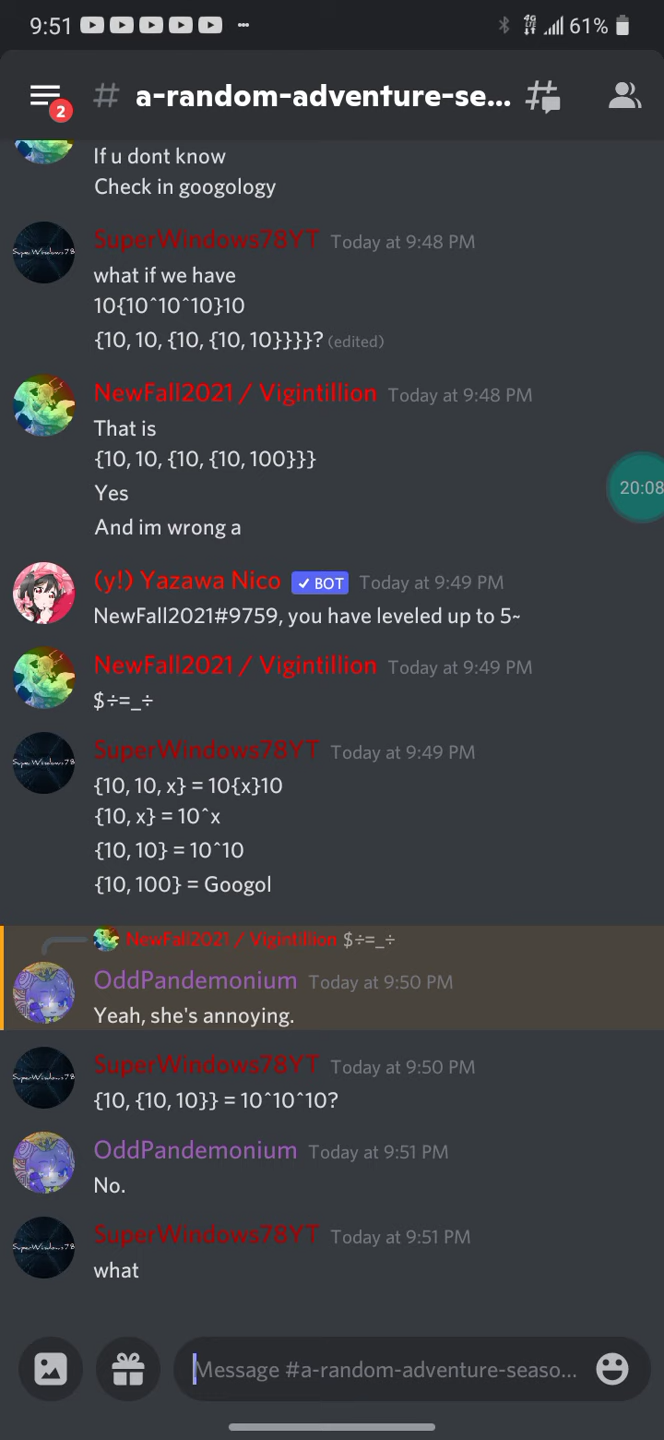 9:51
61%
2
# a-random-adventure-se...
If u dont know
Check in googology
SuperWindows78YT Today at 9:48 PM
what if we have
10{10^10^10}10
{10, 10, {10, {10, 10}}}}? (edited)
NewFall2021 / Vigintillion Today at 9:48 PM
That is
{10, 10, {10, {10, 100}}}
Yes
And im wrong a
20:08
(y!) Yazawa Nico BOT Today at 9:49 PM
NewFall2021#9759, you have leveled up to 5~
NewFall2021 / Vigintillion Today at 9:49 PM
$÷=_÷
SuperWindows78YT Today at 9:49 PM
{10, 10, x} = 10{x}10
{10, x} = 10^x
{10, 10} = 10^10
{10, 100} = Googol
NewFall2021 / Vigintillion $÷=_÷
OddPandemonium Today at 9:50 PM
Yeah, she's annoying.
SuperWindows78YT Today at 9:50 PM
{10, {10, 10}} = 10^10^10?
OddPandemonium Today at 9:51 PM
No.
SuperWindows78YT Today at 9:51 PM
what
Message #a-random-adventure-seaso...